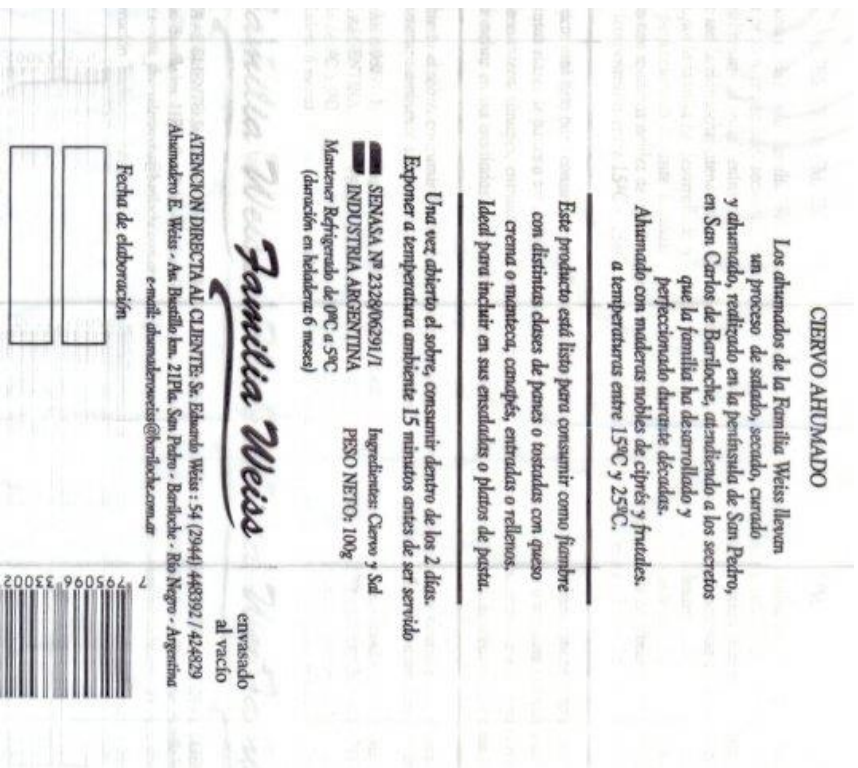 CIERVO AHUMADO
Los ahumados de la Familia Weiss llevan
un proceso de salado, secado, curado
y ahumado, realizado en la península de San Pedro,
en San Carlos de Bariloche, atendiendo a los secretos
que la familia ha desarrollado y
perfeccionado durante décadas.
Ahumado con maderas nobles de ciprés y frutales.
a temperaturas entre 15ºC y 25ºC.
Este producto está listo para consumir como fiambre
con distintas clases de panes o tostadas con queso
crema o manteca, canapés, entradas o rellenos.
Ideal para incluir en sus ensaladas o platos de pasta.
Una vez abierto el sobre, consumir dentro de los 2 días.
Exponer a temperatura ambiente 15 minutos antes de ser servido
SENASA Nº 2328/06291/1
INDUSTRIA ARGENTINA
Mantener Refrigerado de 0ºC a 5ºC
(duración en heladera: 6 meses)
Ingredientes: Ciervo y Sal
PESO NETO: 100g
Familia Weiss
envasado
al vacío
ATENCION DIRECTA AL CLIENTE: Sr. Eduardo Weiss : 54 (2944) 448392 / 424829
Ahumadero E. Weiss - Av. Bustillo km. 21 Pla. San Pedro - Bariloche - Río Negro - Argentina
e-mail: ahumaderoweiss@bariloche.com.ar
Fecha de elaboración
7 795096 33002